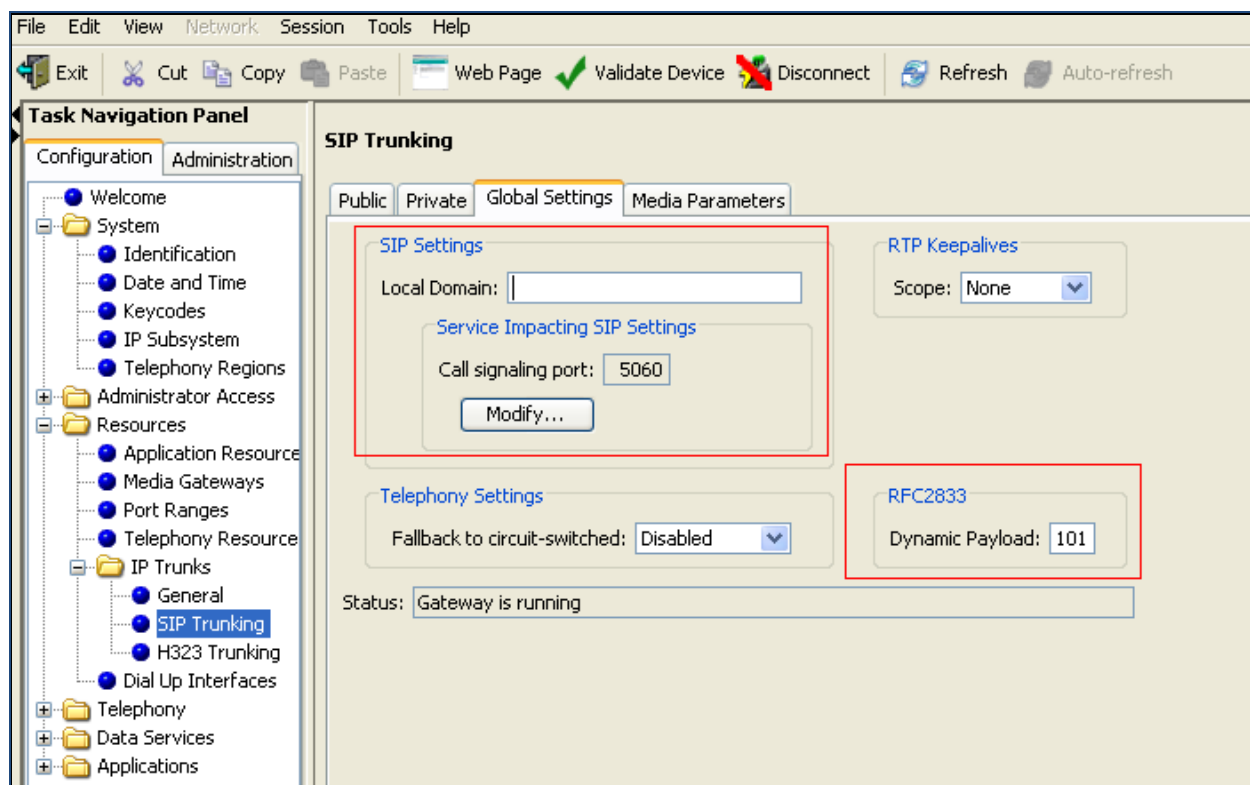 File Edit View Network Session Tools Help
Exit Cut Copy Paste Web Page Validate Device Disconnect Refresh Auto-refresh
Task Navigation Panel
Configuration Administration
Welcome
System
Identification
Date and Time
Keycodes
IP Subsystem
Telephony Regions
Administrator Access
Resources
Application Resource
Media Gateways
Port Ranges
Telephony Resource
IP Trunks
General
SIP Trunking
H323 Trunking
Dial Up Interfaces
Telephony
Data Services
Applications
SIP Trunking
Public Private Global Settings Media Parameters
SIP Settings
Local Domain:
Service Impacting SIP Settings
Call signaling port: 5060
Modify...
RTP Keepalives
Scope: None
Telephony Settings
Fallback to circuit-switched: Disabled
RFC2833
Dynamic Payload: 101
Status: Gateway is running